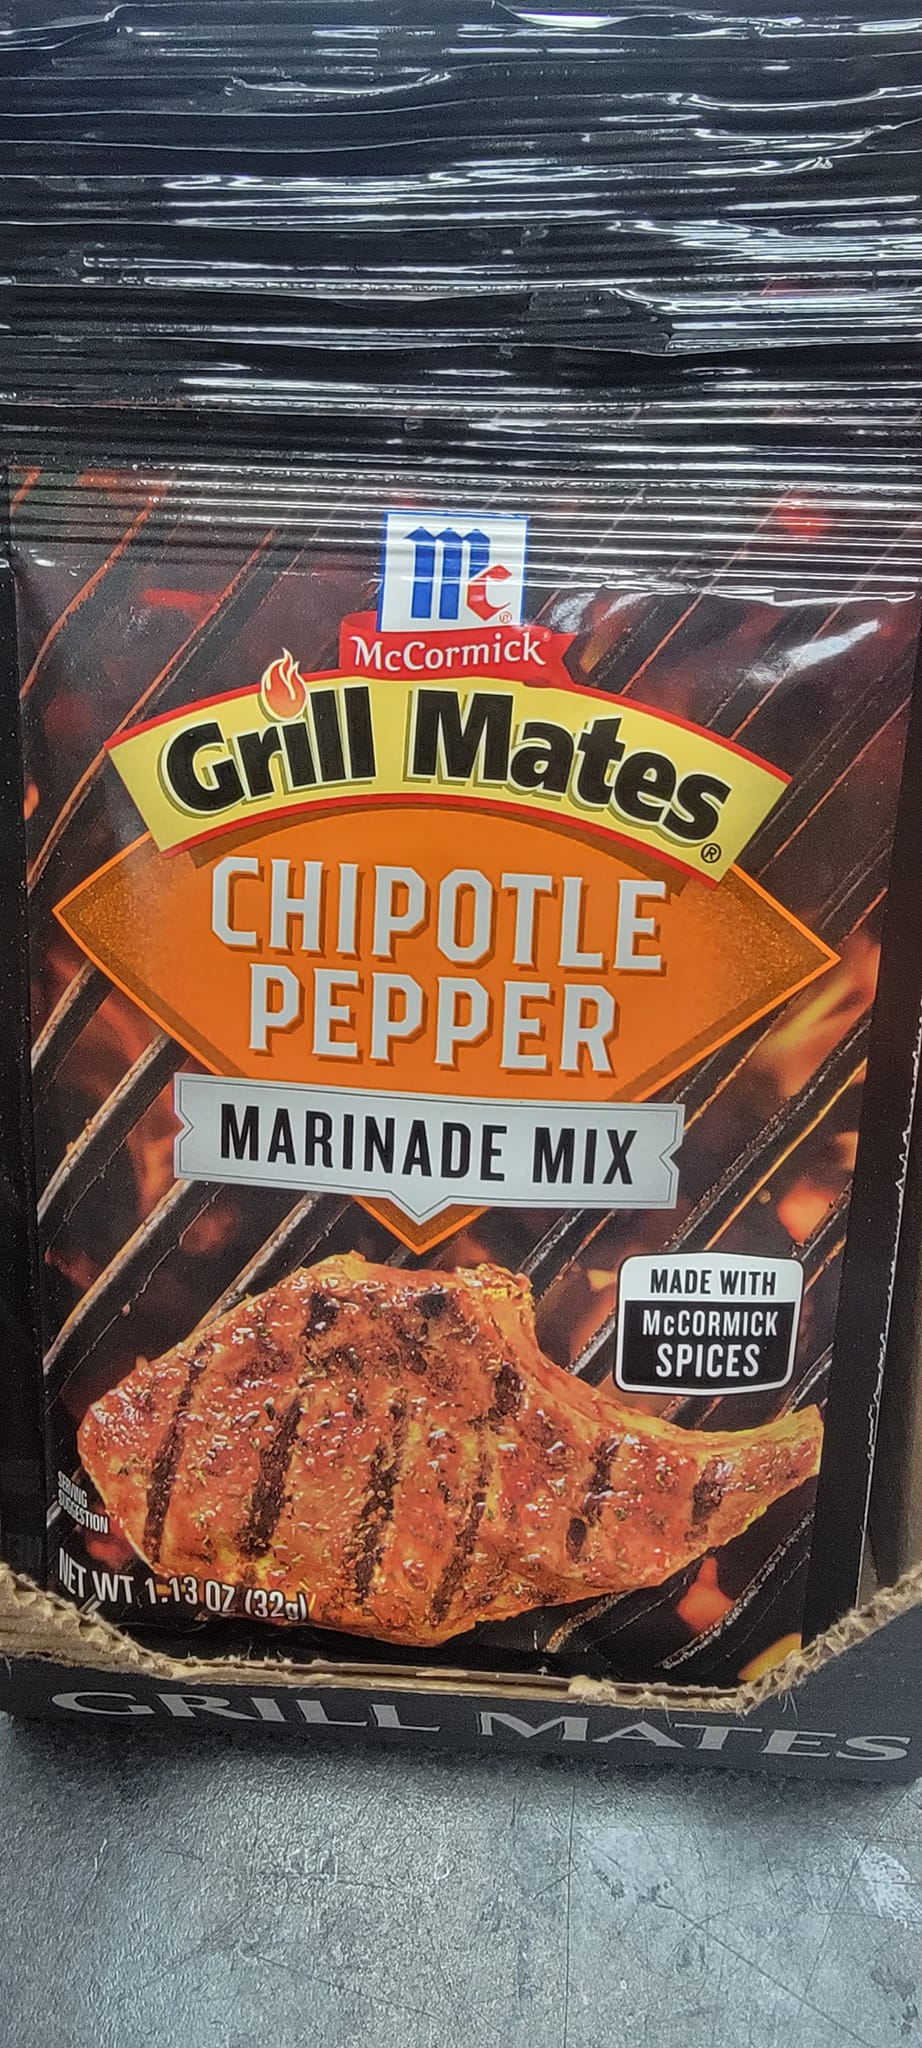 Mc
McCormick
Grill Mates®
CHIPOTLE
PEPPER
MARINADE MIX
MADE WITH
McCORMICK
SPICES
SERVING
SUGGESTION
NET WT 1.13 OZ (32g)
GRILL MATES